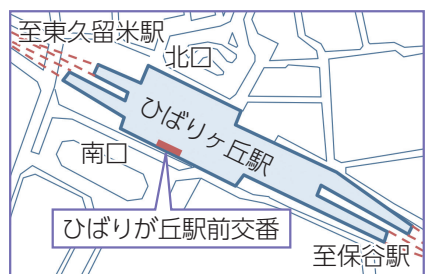 至東久留米駅
北口
ひばりヶ丘駅
南口
ひばりが丘駅前交番
至保谷駅